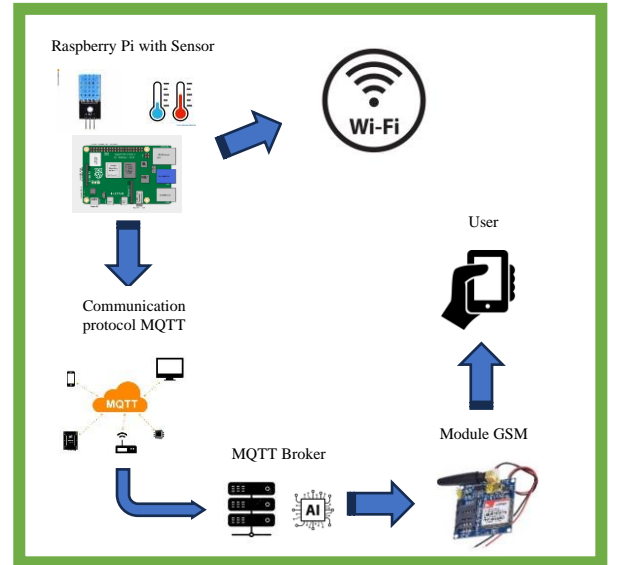 Raspberry Pi with Sensor
Wi-Fi
User
Communication
protocol MQTT
MQTT
Module GSM
MQTT Broker
AI